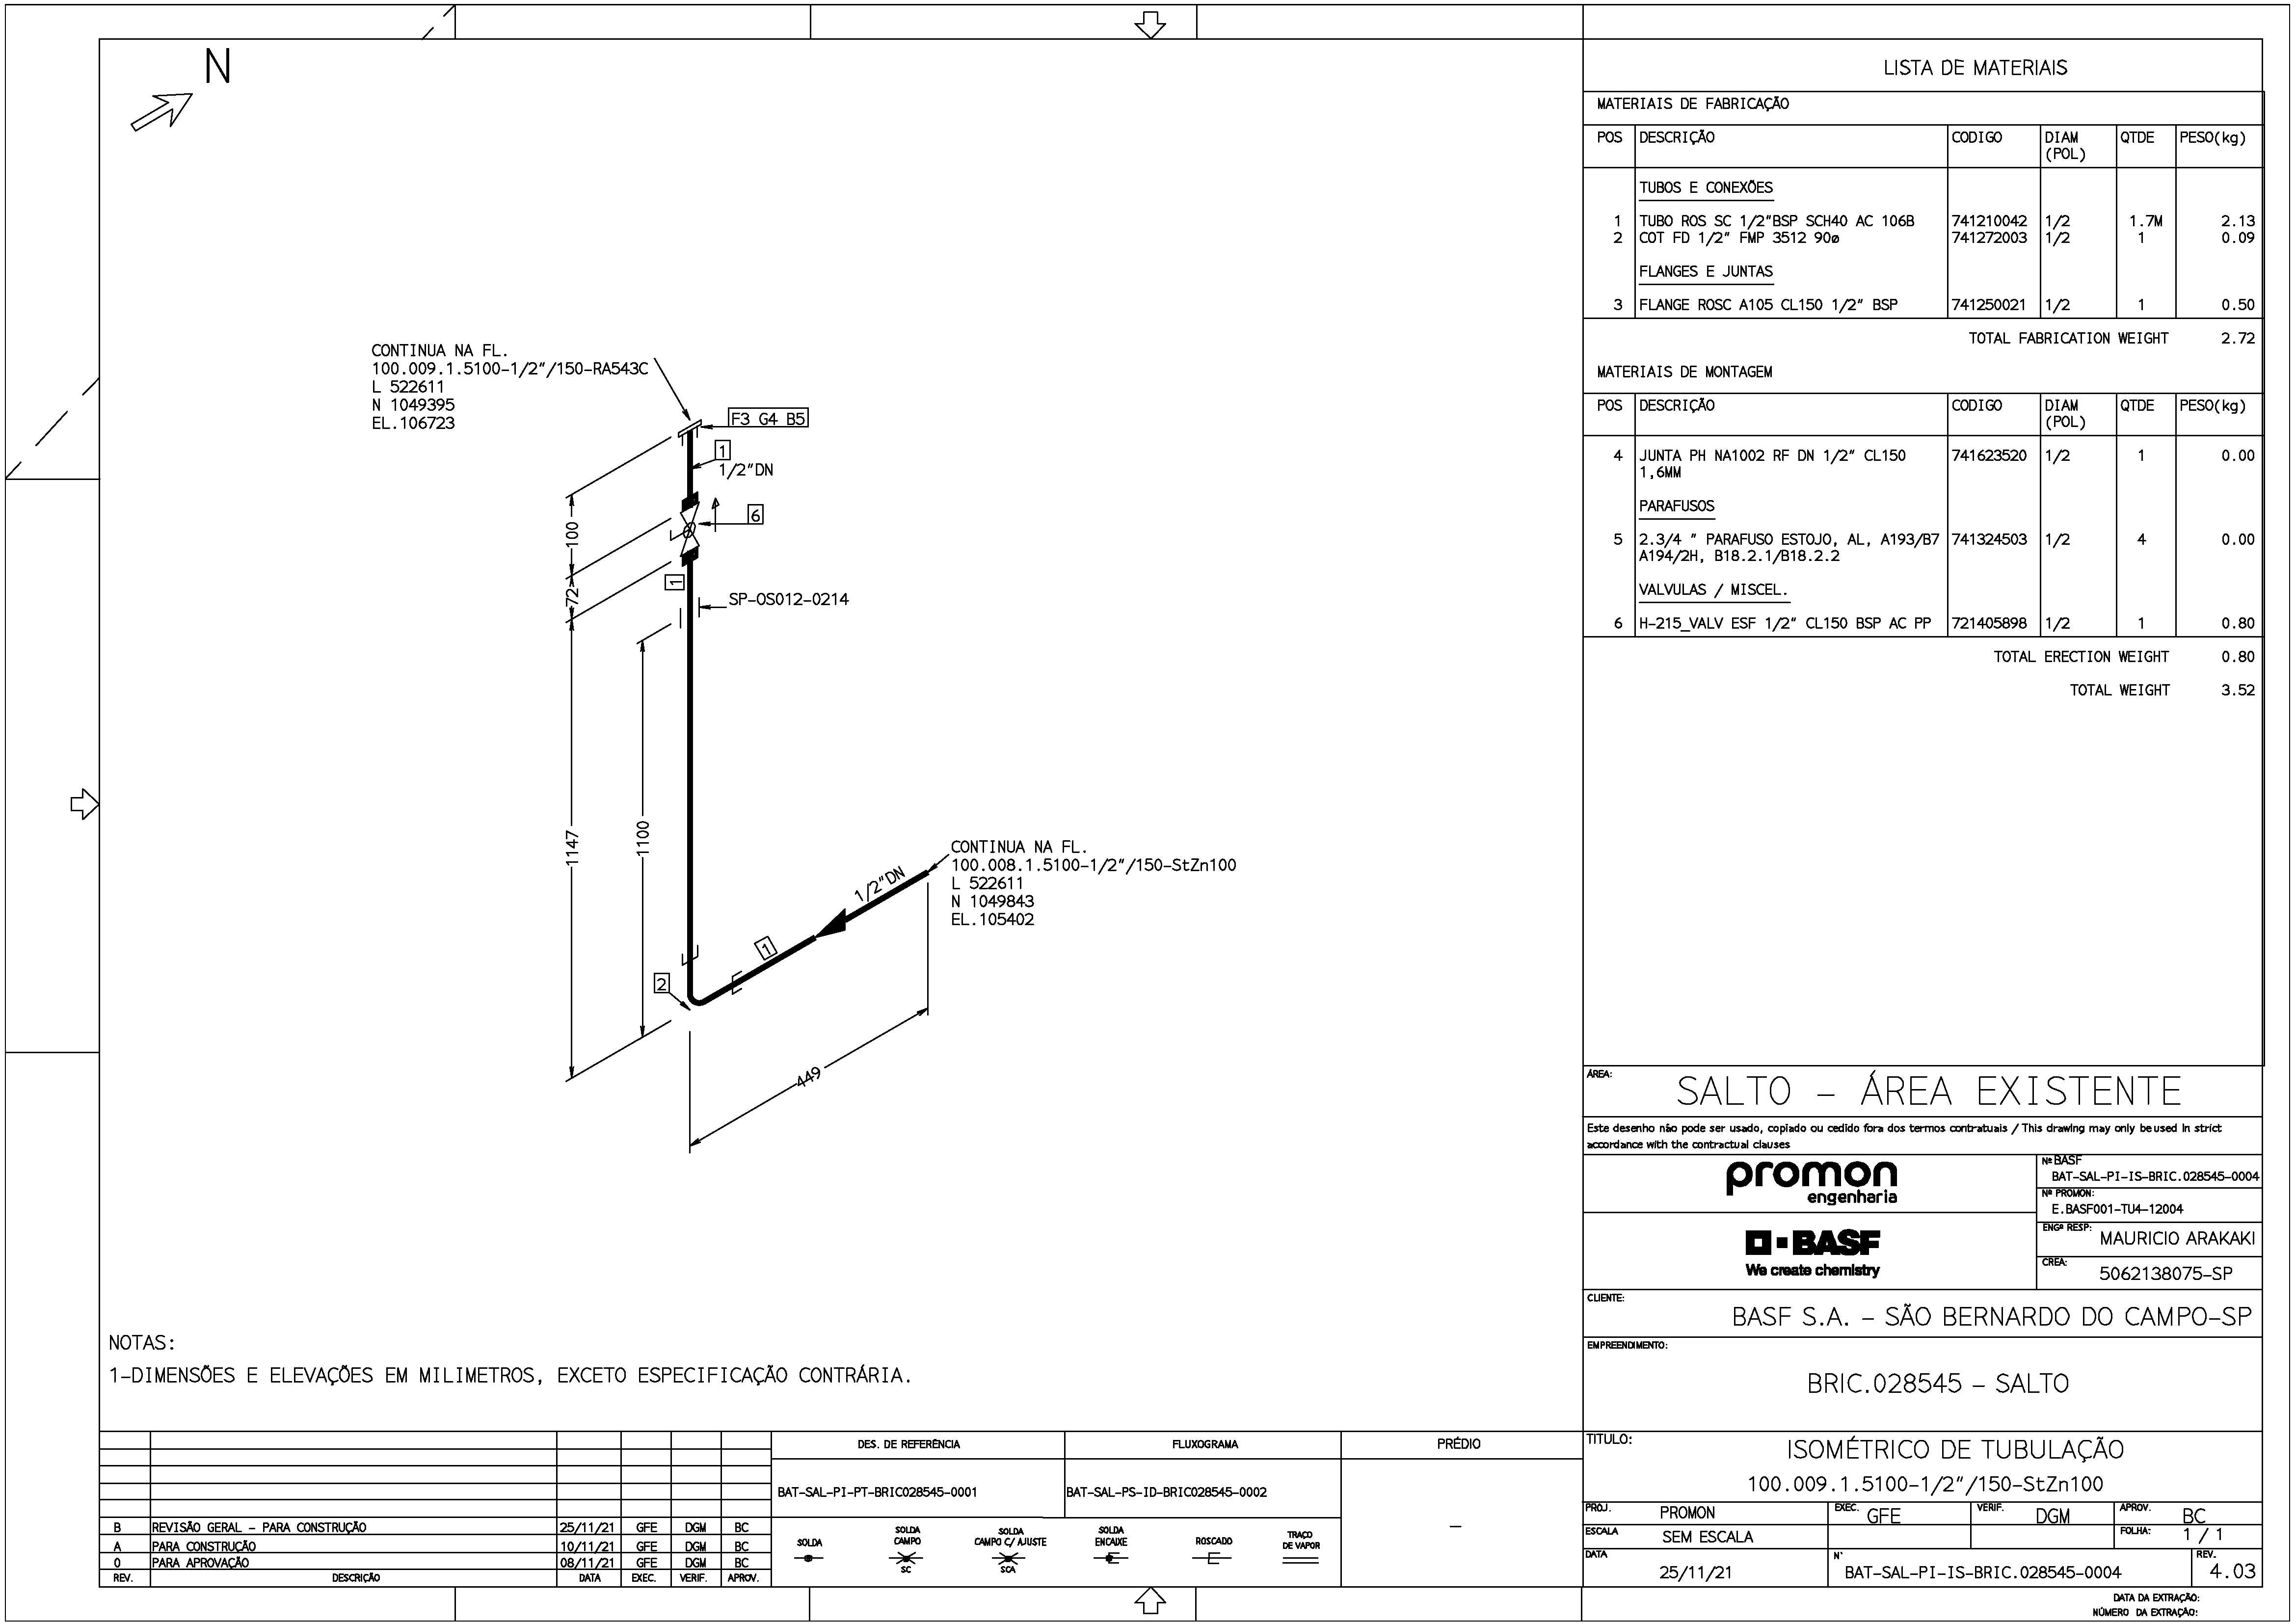 N
CONTINUA NA FL.
100.009.1.5100-1/2"/150-RA543C
L 522611
N 1049395
EL.106723
F3 G4 B5
1
1/2"DN
6
100
72
1
SP-OS012-0214
1147
1100
CONTINUA NA FL.
100.008.1.5100-1/2"/150-StZn100
L 522611
N 1049843
EL.105402
1/2"DN
1
2
449
NOTAS:
1-DIMENSÕES E ELEVAÇÕES EM MILIMETROS, EXCETO ESPECIFICAÇÃO CONTRÁRIA.
LISTA DE MATERIAIS
MATERIAIS DE FABRICAÇÃO
POS DESCRIÇÃO CODIGO DIAM (POL) QTDE PESO(kg)
TUBOS E CONEXÕES
1 TUBO ROS SC 1/2"BSP SCH40 AC 106B 741210042 1/2 1.7M 2.13
2 COT FD 1/2" FMP 3512 90ø 741272003 1/2 1 0.09
FLANGES E JUNTAS
3 FLANGE ROSC A105 CL150 1/2" BSP 741250021 1/2 1 0.50
TOTAL FABRICATION WEIGHT 2.72
MATERIAIS DE MONTAGEM
POS DESCRIÇÃO CODIGO DIAM (POL) QTDE PESO(kg)
4 JUNTA PH NA1002 RF DN 1/2" CL150 741623520 1/2 1 0.00
1,6MM
PARAFUSOS
5 2.3/4 " PARAFUSO ESTOJO, AL, A193/B7 741324503 1/2 4 0.00
A194/2H, B18.2.1/B18.2.2
VALVULAS / MISCEL.
6 H-215_VALV ESF 1/2" CL150 BSP AC PP 721405898 1/2 1 0.80
TOTAL ERECTION WEIGHT 0.80
TOTAL WEIGHT 3.52
ÁREA:
SALTO - ÁREA EXISTENTE
Este desenho não pode ser usado, copiado ou cedido fora dos termos contratuais / This drawing may only be used in strict
accordance with the contractual clauses
promon
engenharia
Nº BASF
BAT-SAL-PI-IS-BRIC.028545-0004
Nº PROMON:
E.BASF001-TU4-12004
BASF
We create chemistry
ENGº RESP:
MAURICIO ARAKAKI
CREA:
5062138075-SP
CLIENTE:
BASF S.A. - SÃO BERNARDO DO CAMPO-SP
EMPREENDIMENTO:
BRIC.028545 - SALTO
TITULO:
ISOMÉTRICO DE TUBULAÇÃO
100.009.1.5100-1/2"/150-StZn100
PROJ. PROMON EXEC. GFE VERIF. DGM APROV. BC
ESCALA SEM ESCALA FOLHA: 1 / 1
DATA 25/11/21 N° BAT-SAL-PI-IS-BRIC.028545-0004 REV. 4.03
DATA DA EXTRAÇÃO:
NÚMERO DA EXTRAÇÃO:
B REVISÃO GERAL - PARA CONSTRUÇÃO 25/11/21 GFE DGM BC
A PARA CONSTRUÇÃO 10/11/21 GFE DGM BC
0 PARA APROVAÇÃO 08/11/21 GFE DGM BC
REV. DESCRIÇÃO DATA EXEC. VERIF. APROV.
DES. DE REFERÊNCIA FLUXOGRAMA PRÉDIO
BAT-SAL-PI-PT-BRIC028545-0001 BAT-SAL-PS-ID-BRIC028545-0002 -
SOLDA
SOLDA CAMPO
SC
SOLDA CAMPO C/ AJUSTE
SCA
SOLDA ENCAIXE
ROSCADO
TRAÇO DE VAPOR